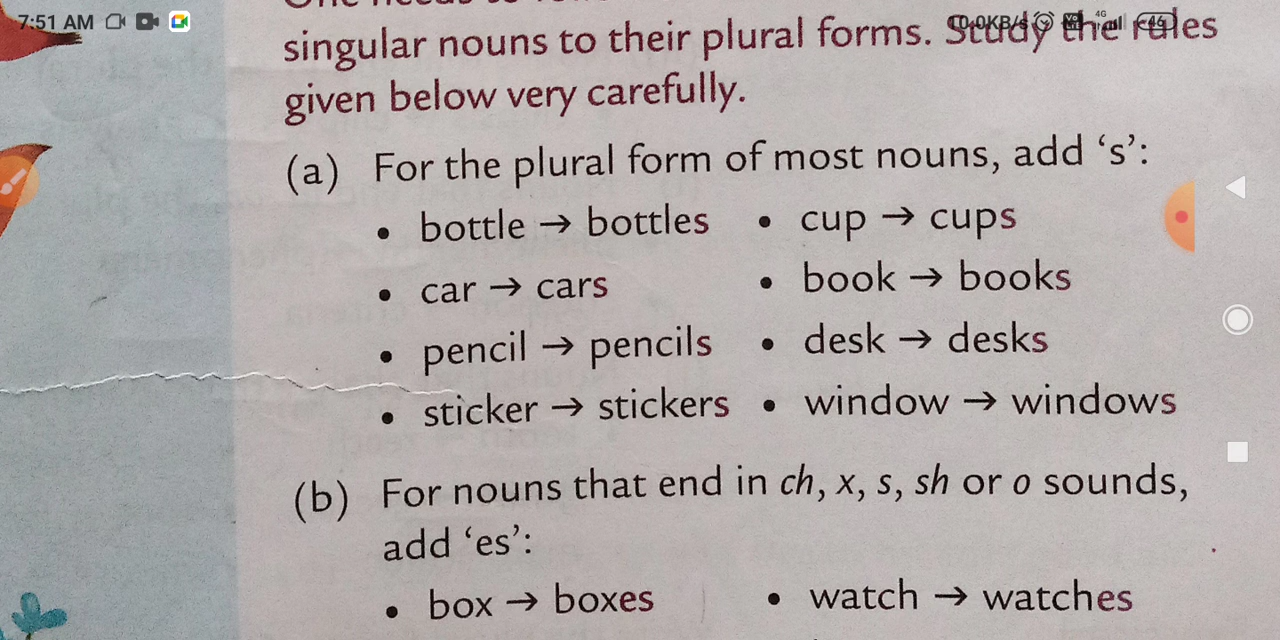 7:51 AM
singular nouns to their plural forms. Study the rules
given below very carefully.
(a) For the plural form of most nouns, add ‘s’:
• bottle → bottles • cup → cups
• car → cars • book → books
• pencil → pencils • desk → desks
• sticker → stickers • window → windows
(b) For nouns that end in ch, x, s, sh or o sounds,
add ‘es’:
• box → boxes • watch → watches